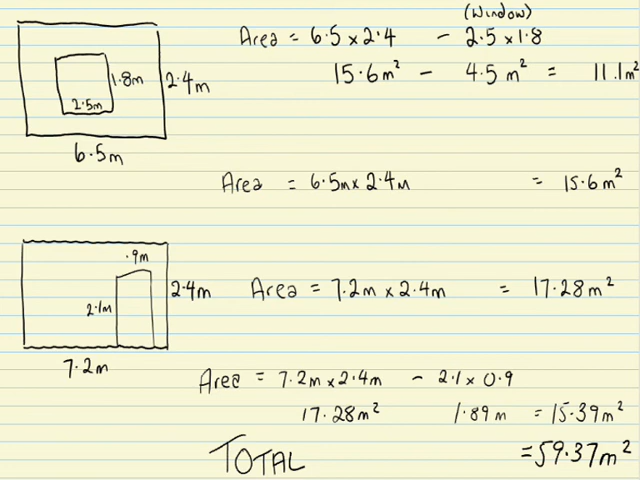 (Window)
Area = 6.5 x 2.4 - 2.5 x 1.8
1.8m 2.4m 15.6m² - 4.5 m² = 11.1m²
2.5m
6.5m
Area = 6.5m x 2.4m = 15.6m²
.9m
2.1m 2.4m Area = 7.2m x 2.4m = 17.28m²
7.2m
Area = 7.2m x 2.4m - 2.1 x 0.9
17.28m² 1.89m = 15.39m²
TOTAL = 59.37m²